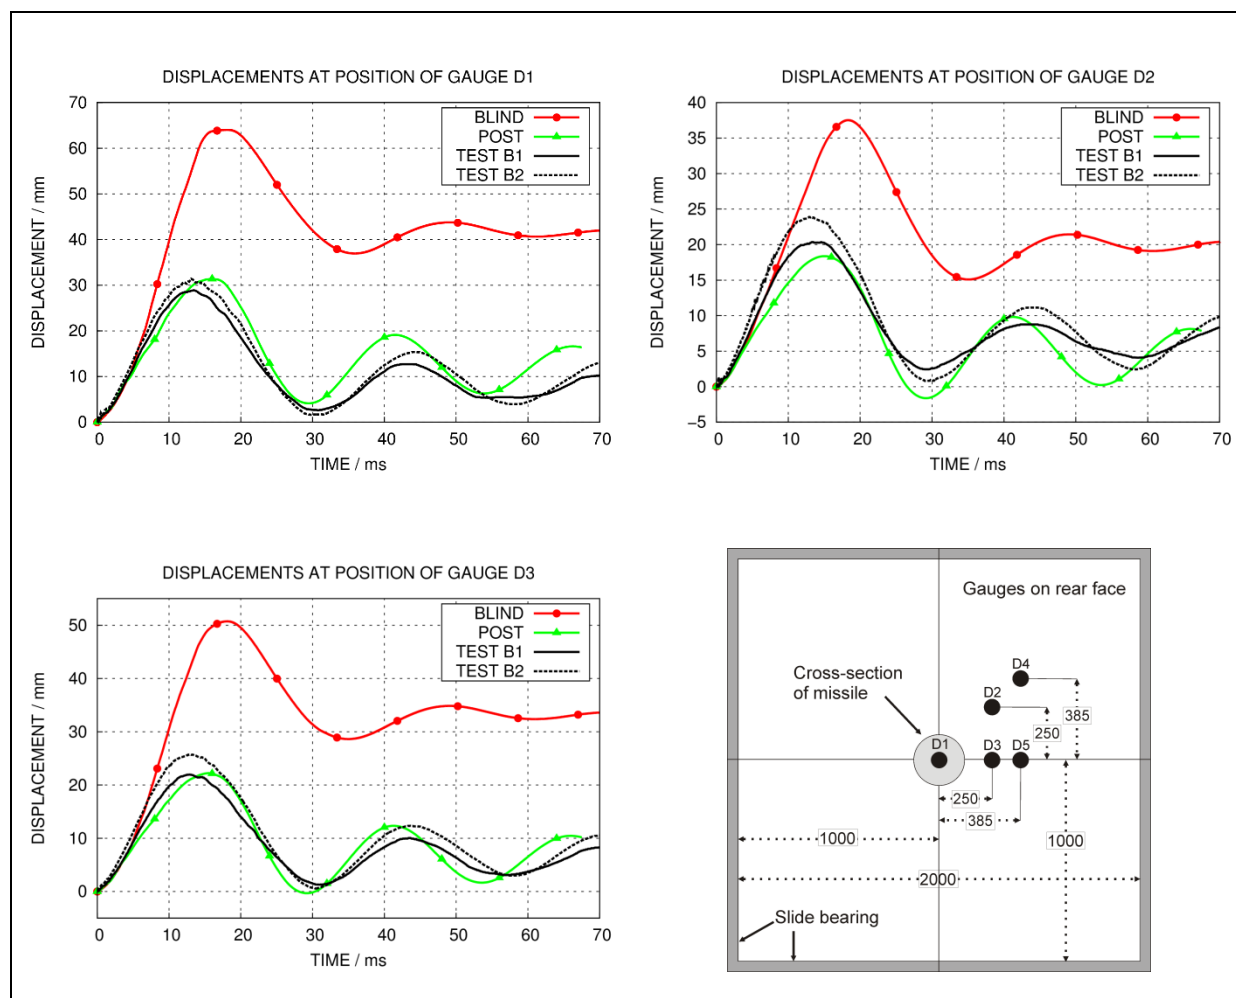 DISPLACEMENTS AT POSITION OF GAUGE D1
70
60
50
40
30
20
10
0
DISPLACEMENT / mm
BLIND
POST
TEST B1
TEST B2
0 10 20 30 40 50 60 70
TIME / ms
DISPLACEMENTS AT POSITION OF GAUGE D2
40
35
30
25
20
15
10
5
0
−5
DISPLACEMENT / mm
BLIND
POST
TEST B1
TEST B2
0 10 20 30 40 50 60 70
TIME / ms
DISPLACEMENTS AT POSITION OF GAUGE D3
50
40
30
20
10
0
DISPLACEMENT / mm
BLIND
POST
TEST B1
TEST B2
0 10 20 30 40 50 60 70
TIME / ms
Gauges on rear face
Cross-section
of missile
D4
D2
D1
D3
D5
385
250
250
385
1000
1000
2000
Slide bearing